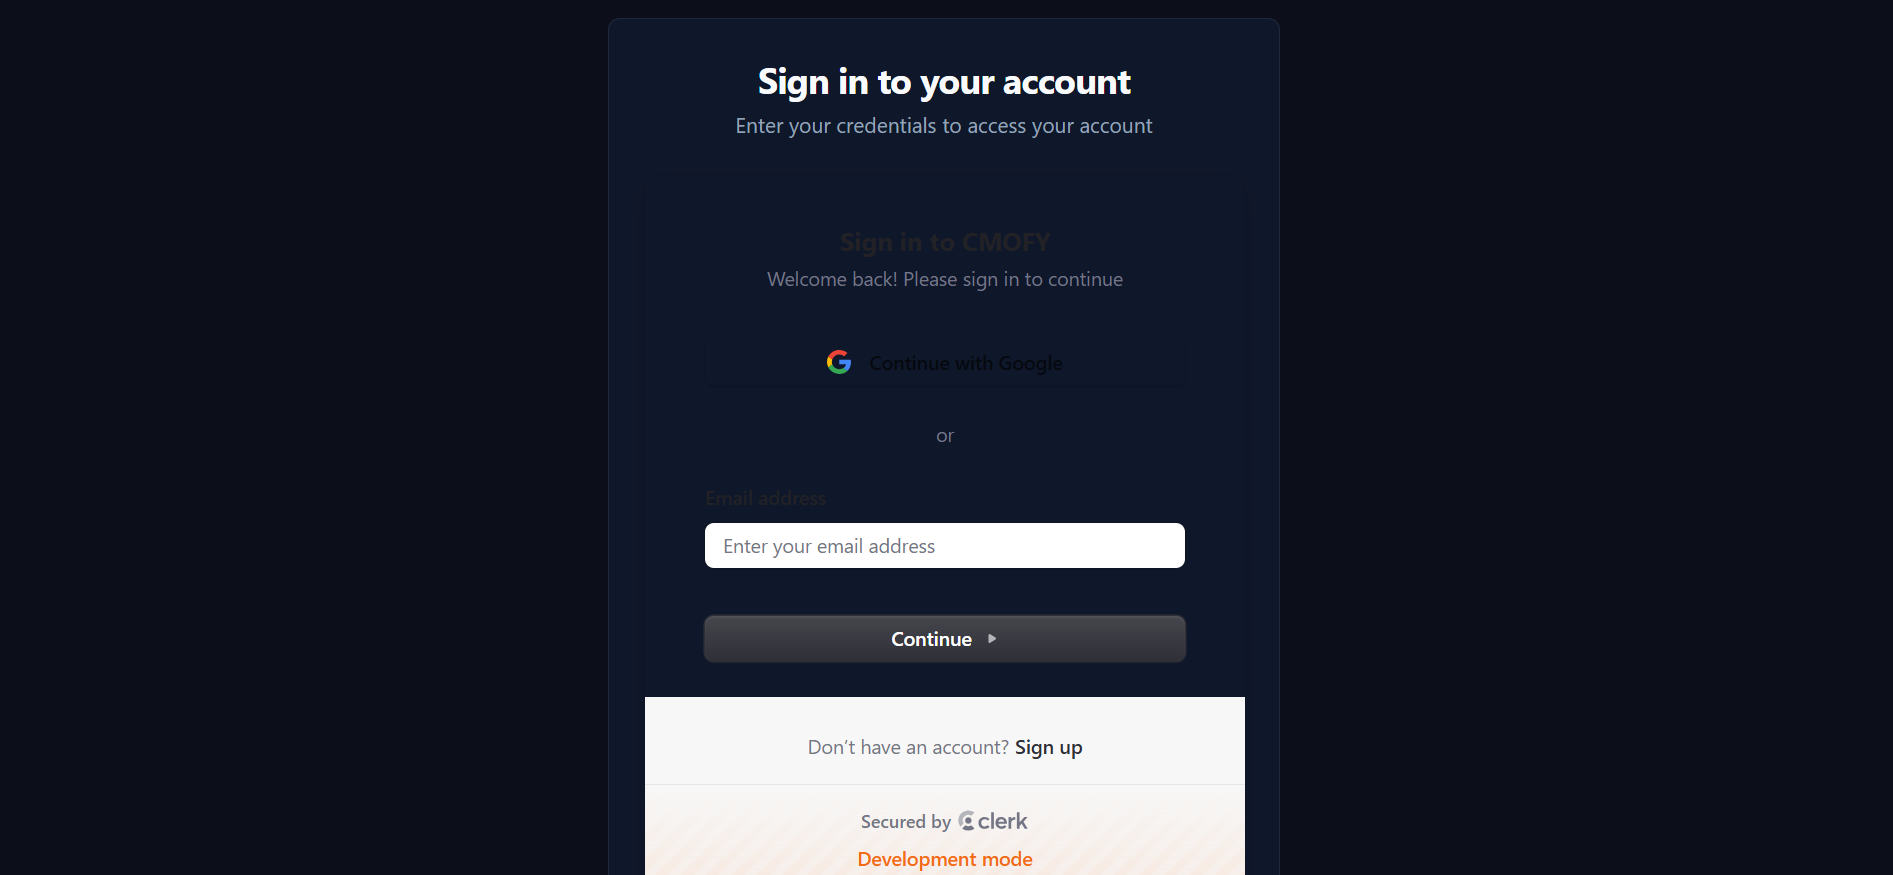 Sign in to your account
Enter your credentials to access your account
Sign in to CMOFY
Welcome back! Please sign in to continue
Continue with Google
or
Email address
Enter your email address
Continue
Don’t have an account? Sign up
Secured by clerk
Development mode